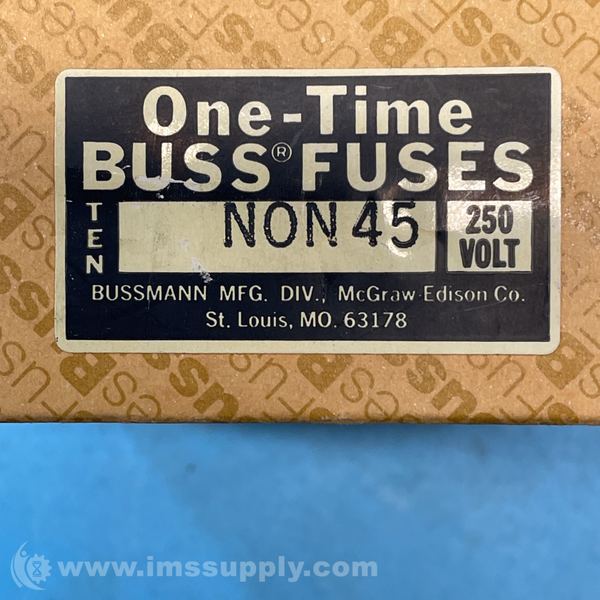 One-Time
BUSS® FUSES
TEN NON 45 250 VOLT
BUSSMANN MFG. DIV., McGraw-Edison Co.
St. Louis, MO. 63178
www.imssupply.com